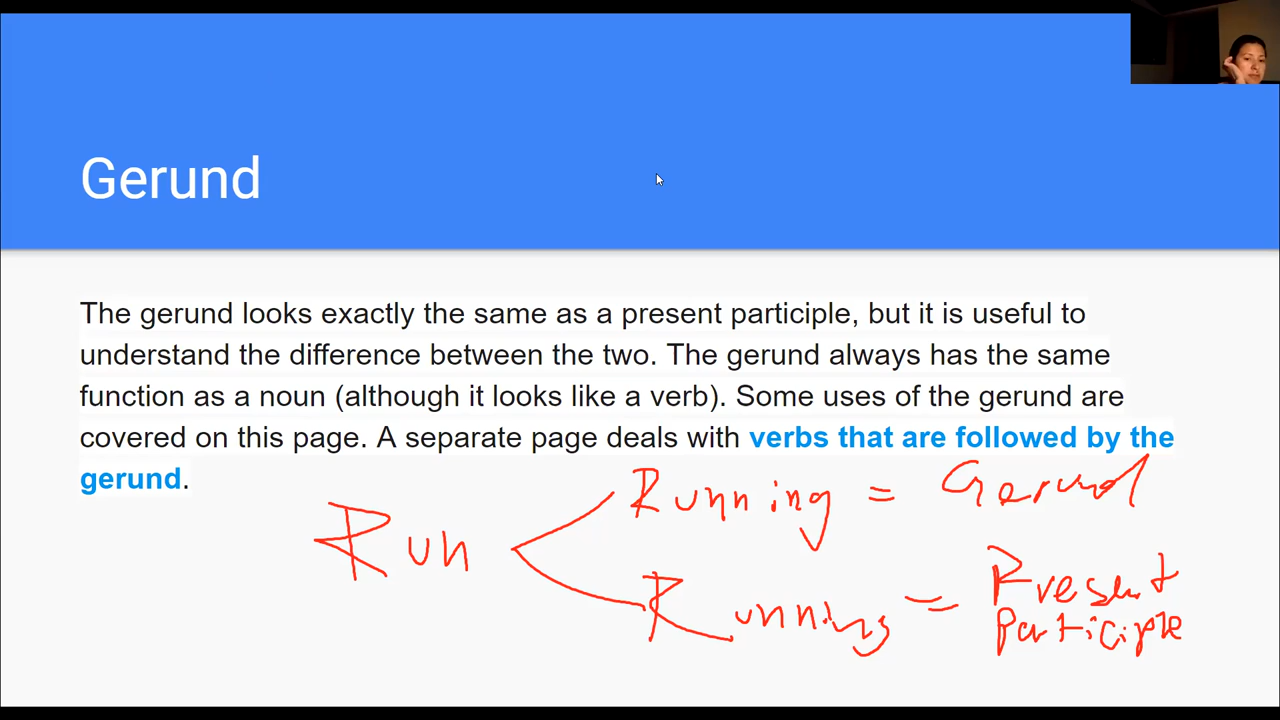 Gerund
The gerund looks exactly the same as a present participle, but it is useful to
understand the difference between the two. The gerund always has the same
function as a noun (although it looks like a verb). Some uses of the gerund are
covered on this page. A separate page deals with verbs that are followed by the
gerund.
Running = Gerund
Run
Running = Present
Participle